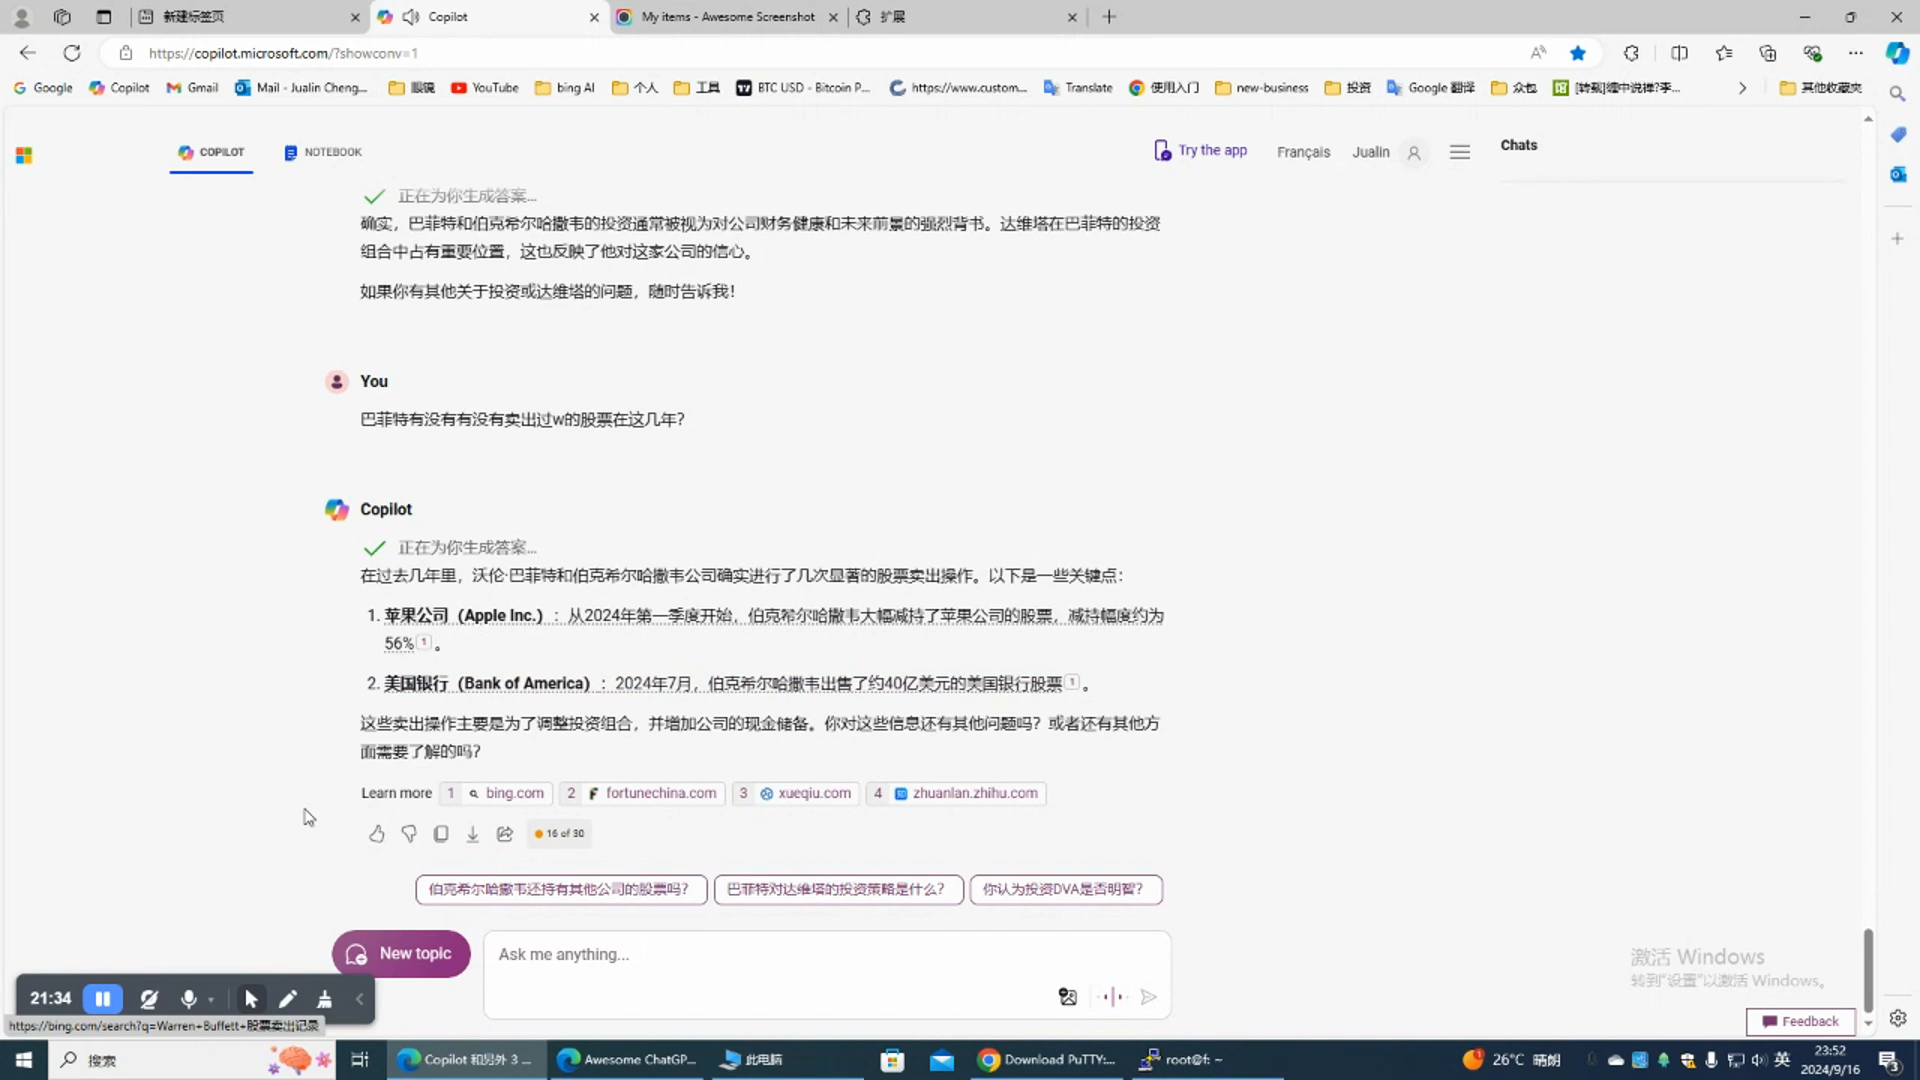 新建标签页
Copilot
My items - Awesome Screenshot
扩展
https://copilot.microsoft.com/?showconv=1
Google
Copilot
Gmail
Mail - Jualin Cheng...
眼镜
YouTube
bing AI
个人
工具
BTC USD - Bitcoin P...
https://www.custom...
Translate
使用入门
new-business
投资
Google 翻译
众包
[转载]缠中说禅?李...
其他收藏夹
COPILOT
NOTEBOOK
Try the app
Français
Jualin
Chats
正在为你生成答案...
确实，巴菲特和伯克希尔哈撒韦的投资通常被视为对公司财务健康和未来前景的强烈背书。达维塔在巴菲特的投资
组合中占有重要位置，这也反映了他对这家公司的信心。
如果你有其他关于投资或达维塔的问题，随时告诉我！
You
巴菲特有没有有没有卖出过w的股票在这几年？
Copilot
正在为你生成答案...
在过去几年里，沃伦·巴菲特和伯克希尔哈撒韦公司确实进行了几次显著的股票卖出操作。以下是一些关键点：
1. 苹果公司（Apple Inc.）：从2024年第一季度开始，伯克希尔哈撒韦大幅减持了苹果公司的股票，减持幅度约为
56% 1 。
2. 美国银行（Bank of America）：2024年7月，伯克希尔哈撒韦出售了约40亿美元的美国银行股票 1 。
这些卖出操作主要是为了调整投资组合，并增加公司的现金储备。你对这些信息还有其他问题吗？或者还有其他方
面需要了解的吗？
Learn more 1 bing.com 2 fortunechina.com 3 xueqiu.com 4 zhuanlan.zhihu.com
16 of 30
伯克希尔哈撒韦还持有其他公司的股票吗？
巴菲特对达维塔的投资策略是什么？
你认为投资DVA是否明智？
New topic
Ask me anything...
激活 Windows
转到"设置"以激活 Windows。
21:34
Feedback
https://bing.com/search?q=Warren+Buffett+股票卖出记录
搜索
Copilot 和另外 3 ...
Awesome ChatGP...
此电脑
Download PuTTY:...
root@f: ~
26°C 晴朗
英
23:52
2024/9/16
3